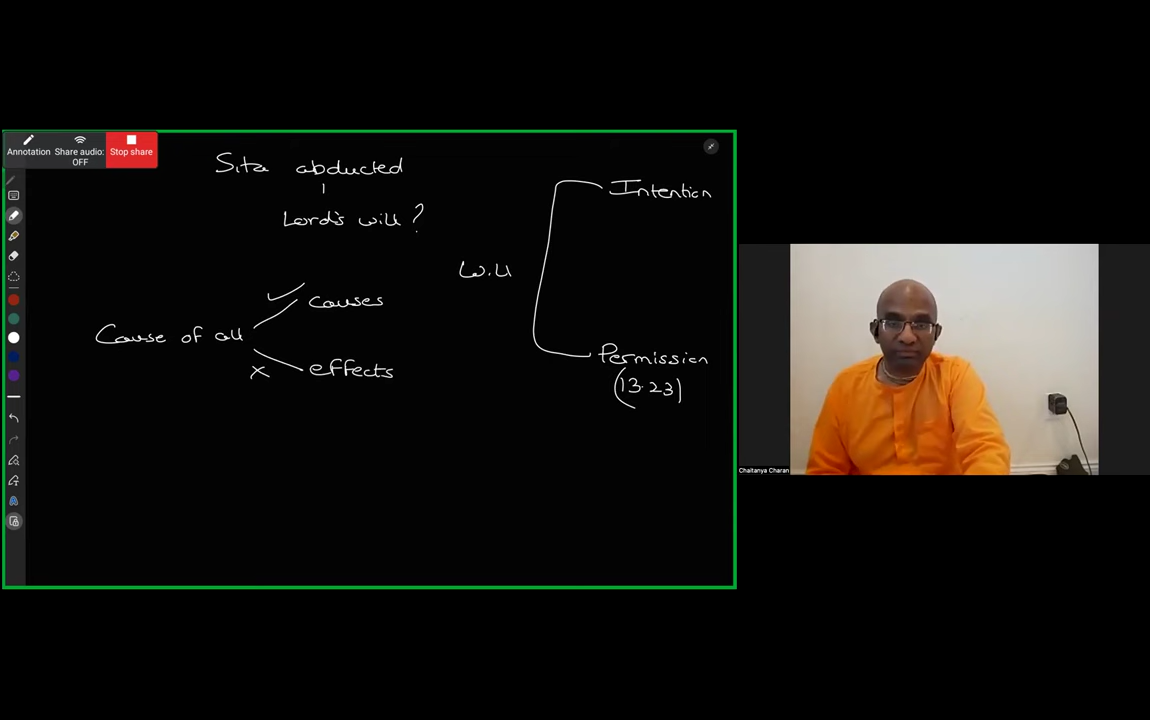 Annotation
Share audio: OFF
Stop share
Sita abducted
Lord's will ?
Cause of all
causes
effects
Will
Intention
Permission
(13.23)
Chaitanya Charan